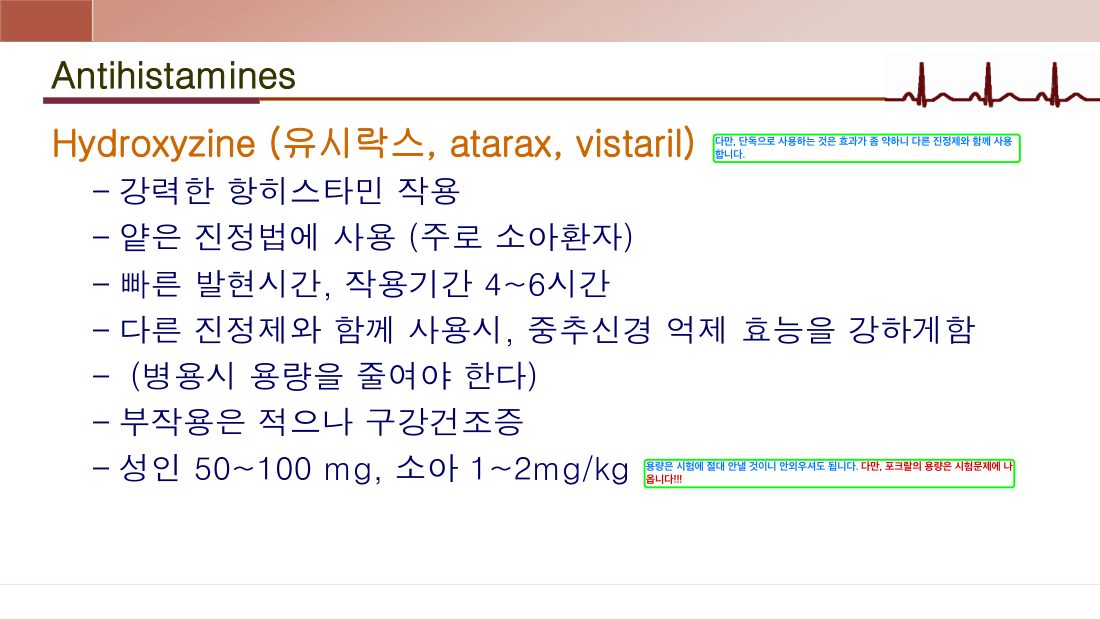 Antihistamines
Hydroxyzine (유시락스, atarax, vistaril)
다만, 단독으로 사용하는 것은 효과가 좀 약하니 다른 진정제와 함께 사용
합니다.
– 강력한 항히스타민 작용
– 얕은 진정법에 사용 (주로 소아환자)
– 빠른 발현시간, 작용기간 4~6시간
– 다른 진정제와 함께 사용시, 중추신경 억제 효능을 강하게함
– (병용시 용량을 줄여야 한다)
– 부작용은 적으나 구강건조증
– 성인 50~100 mg, 소아 1~2mg/kg
용량은 시험에 절대 안낼 것이니 안외우셔도 됩니다. 다만, 포크랄의 용량은 시험문제에 나
옵니다!!!